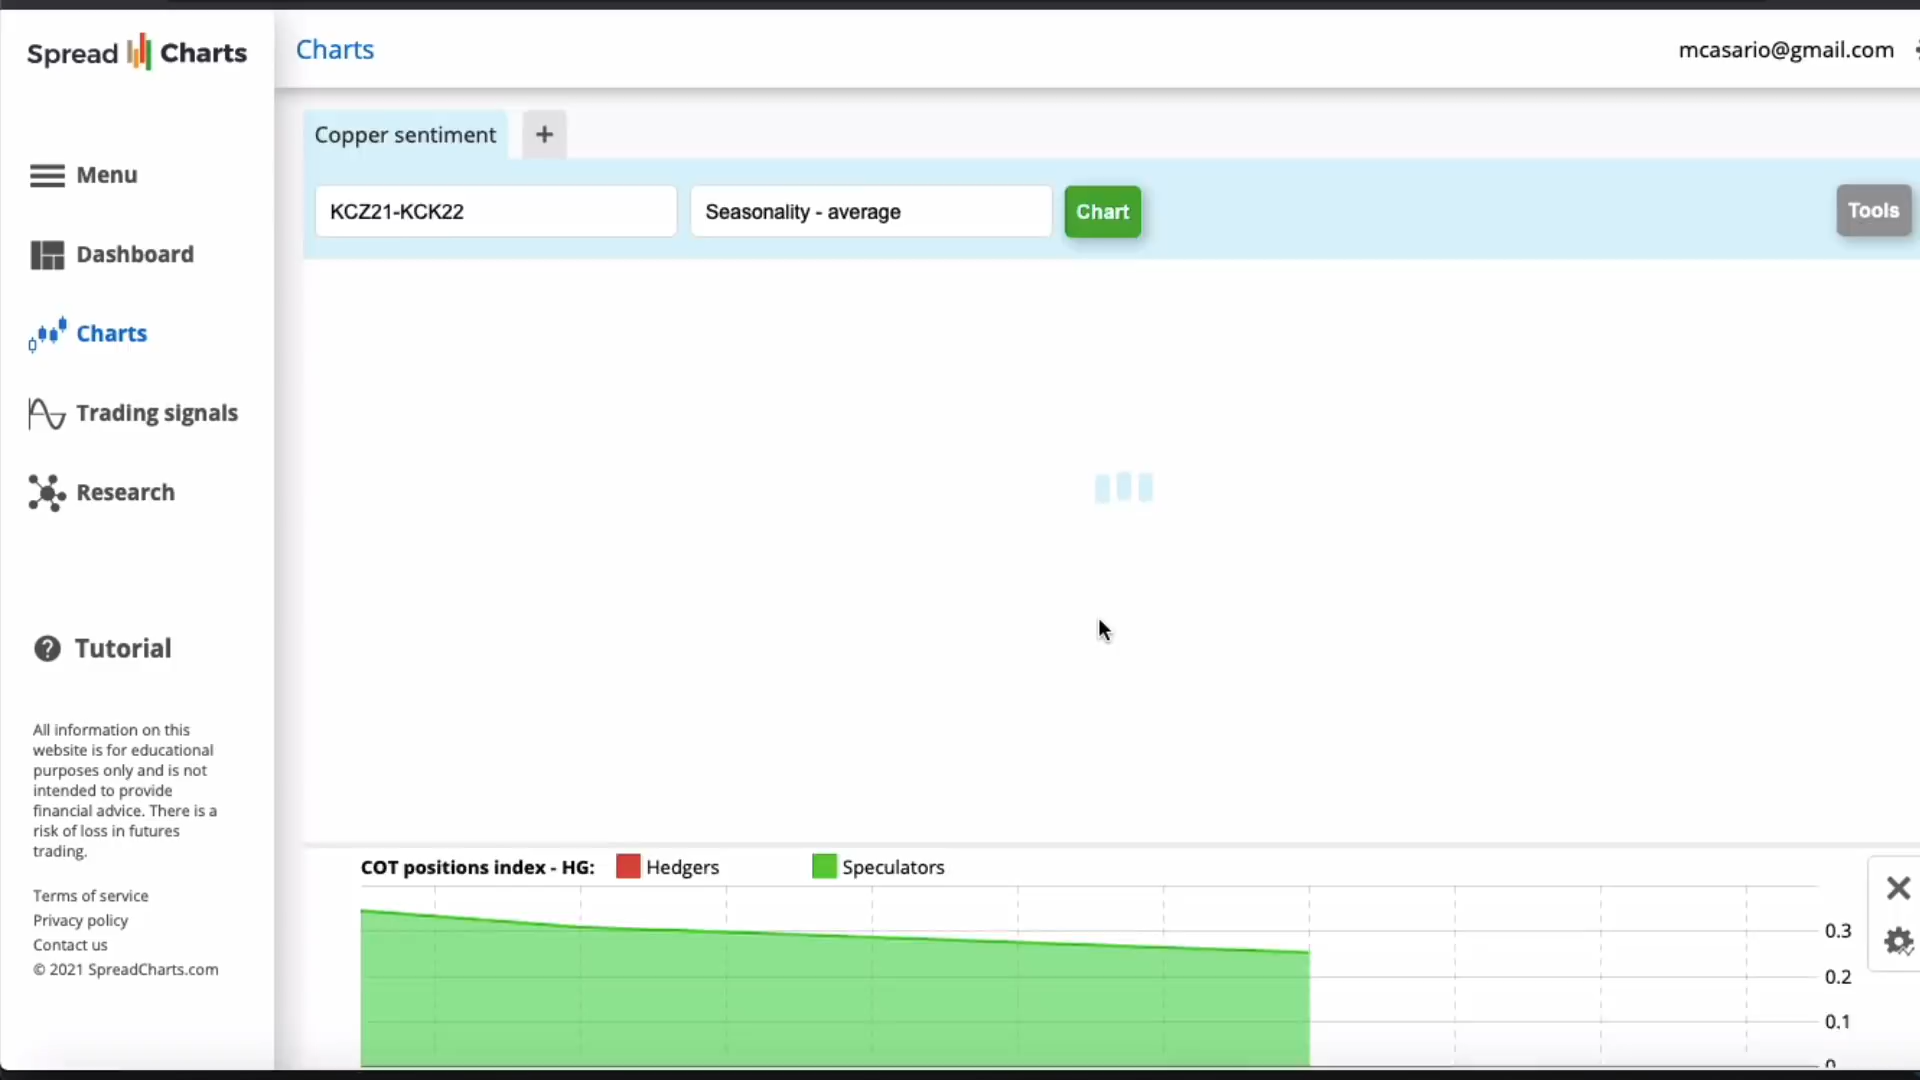 Spread Charts
Charts
mcasario@gmail.com
Copper sentiment
+
KCZ21-KCK22
Seasonality - average
Chart
Tools
Menu
Dashboard
Charts
Trading signals
Research
Tutorial
All information on this
website is for educational
purposes only and is not
intended to provide
financial advice. There is a
risk of loss in futures
trading.
Terms of service
Privacy policy
Contact us
© 2021 SpreadCharts.com
COT positions index - HG:
Hedgers
Speculators
0.3
0.2
0.1
0